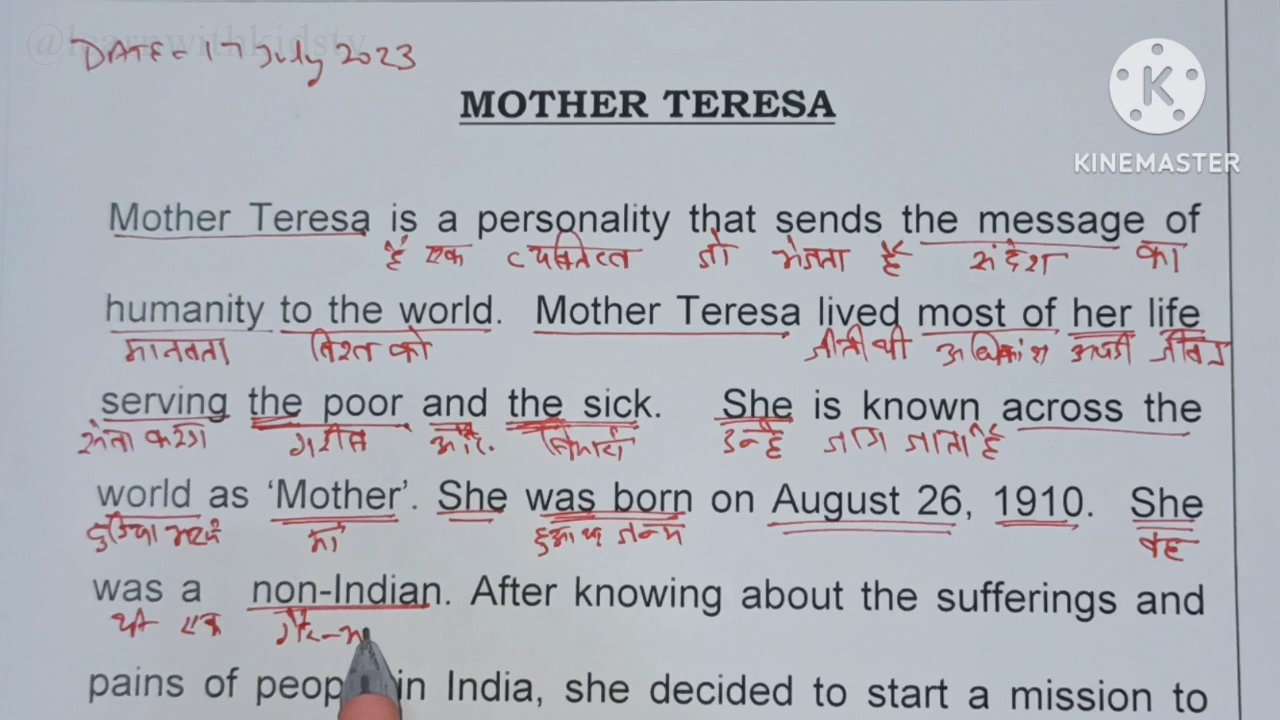 @learnwithkidstv
DATE- 17 July 2023
K
KINEMASTER
MOTHER TERESA
Mother Teresa is a personality that sends the message of
है एक व्यक्तित्व जो भेजता है संदेश का
humanity to the world. Mother Teresa lived most of her life
मानवता विश्व को जीती थी अधिकांश अपनी जीवन
serving the poor and the sick. She is known across the
सेवा करना गरीब और बिमारों उन्हें जाना जाता है
world as ‘Mother’. She was born on August 26, 1910. She
दुनिया भर में माँ हुआ था जन्म वह
was a non-Indian. After knowing about the sufferings and
थी एक गैर-भ
pains of peop in India, she decided to start a mission to